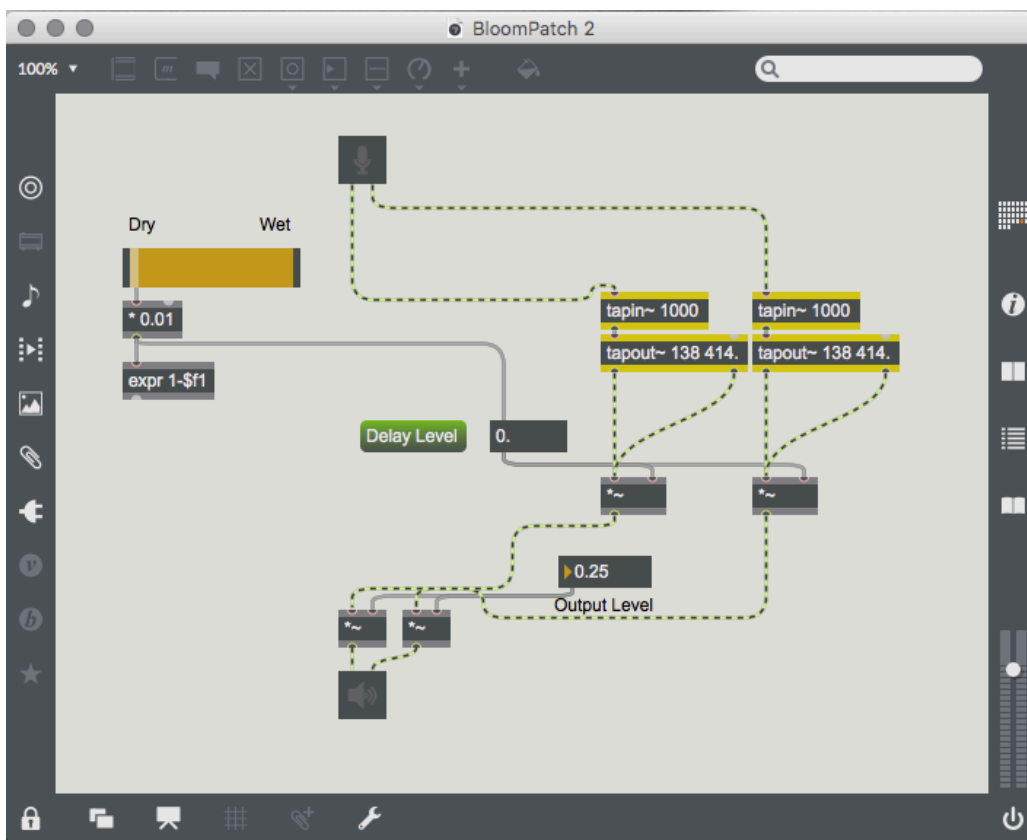 BloomPatch 2
100%
Dry Wet
* 0.01
expr 1-$f1
tapin~ 1000
tapin~ 1000
tapout~ 138 414.
tapout~ 138 414.
Delay Level
0.
*~
*~
0.25
Output Level
*~
*~